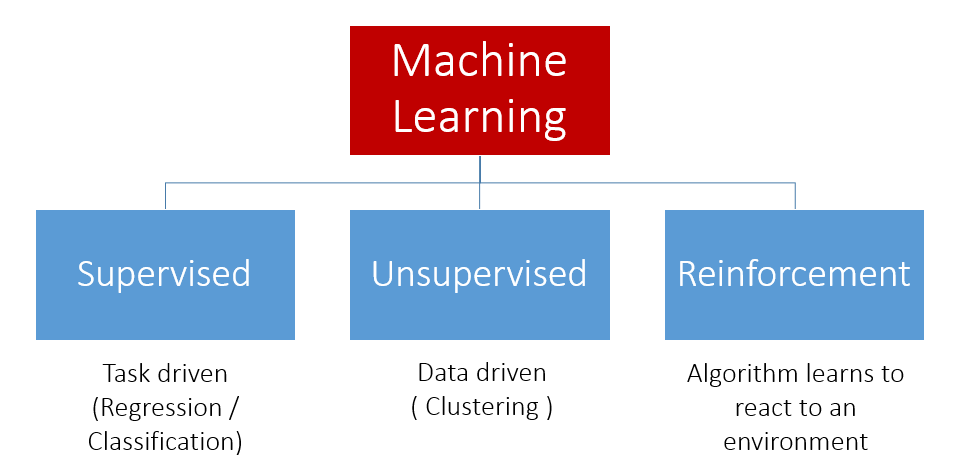 Machine
Learning
Supervised
Unsupervised
Reinforcement
Task driven
(Regression /
Classification)
Data driven
( Clustering )
Algorithm learns to
react to an
environment